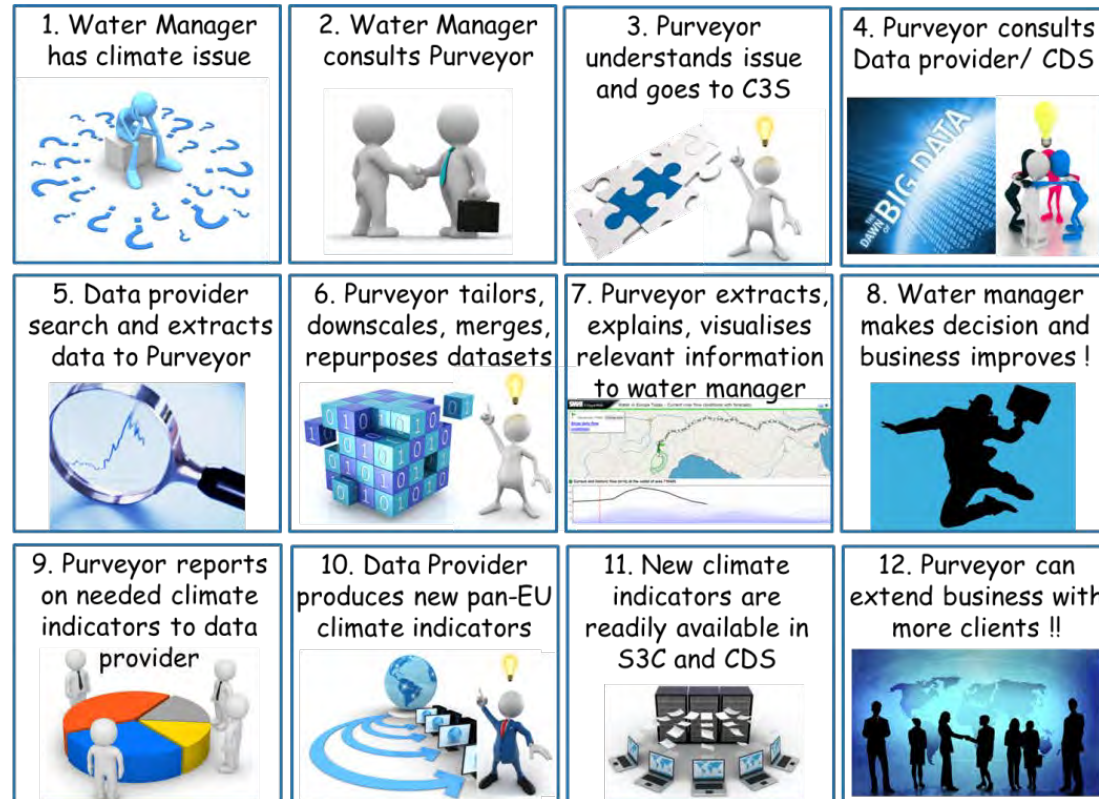 1. Water Manager
has climate issue
2. Water Manager
consults Purveyor
3. Purveyor
understands issue
and goes to C3S
4. Purveyor consults
Data provider/ CDS
THE
DAWN OF BIG DATA
5. Data provider
search and extracts
data to Purveyor
6. Purveyor tailors,
downscales, merges,
repurposes datasets
7. Purveyor extracts,
explains, visualises
relevant information
to water manager
8. Water manager
makes decision and
business improves !
9. Purveyor reports
on needed climate
indicators to data
provider
10. Data Provider
produces new pan-EU
climate indicators
11. New climate
indicators are
readily available in
S3C and CDS
12. Purveyor can
extend business with
more clients !!